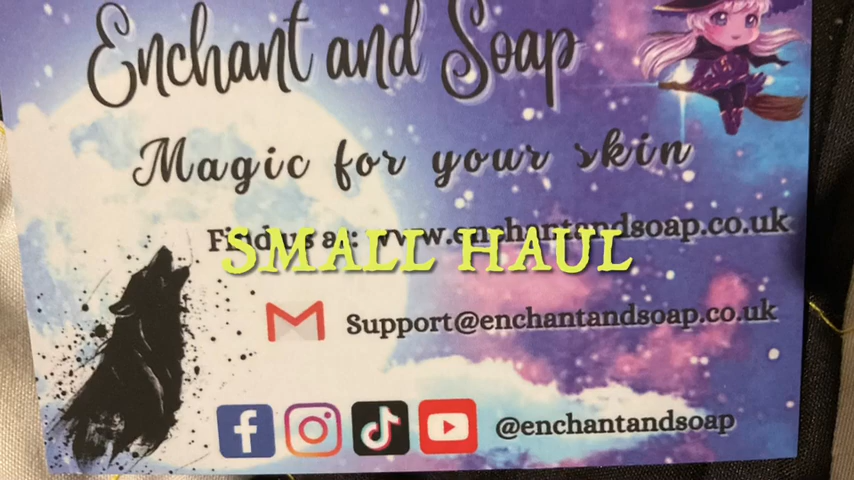 Enchant and Soap
Magic for your skin
Find us at: www.enchantandsoap.co.uk
SMALL HAUL
Support@enchantandsoap.co.uk
@enchantandsoap